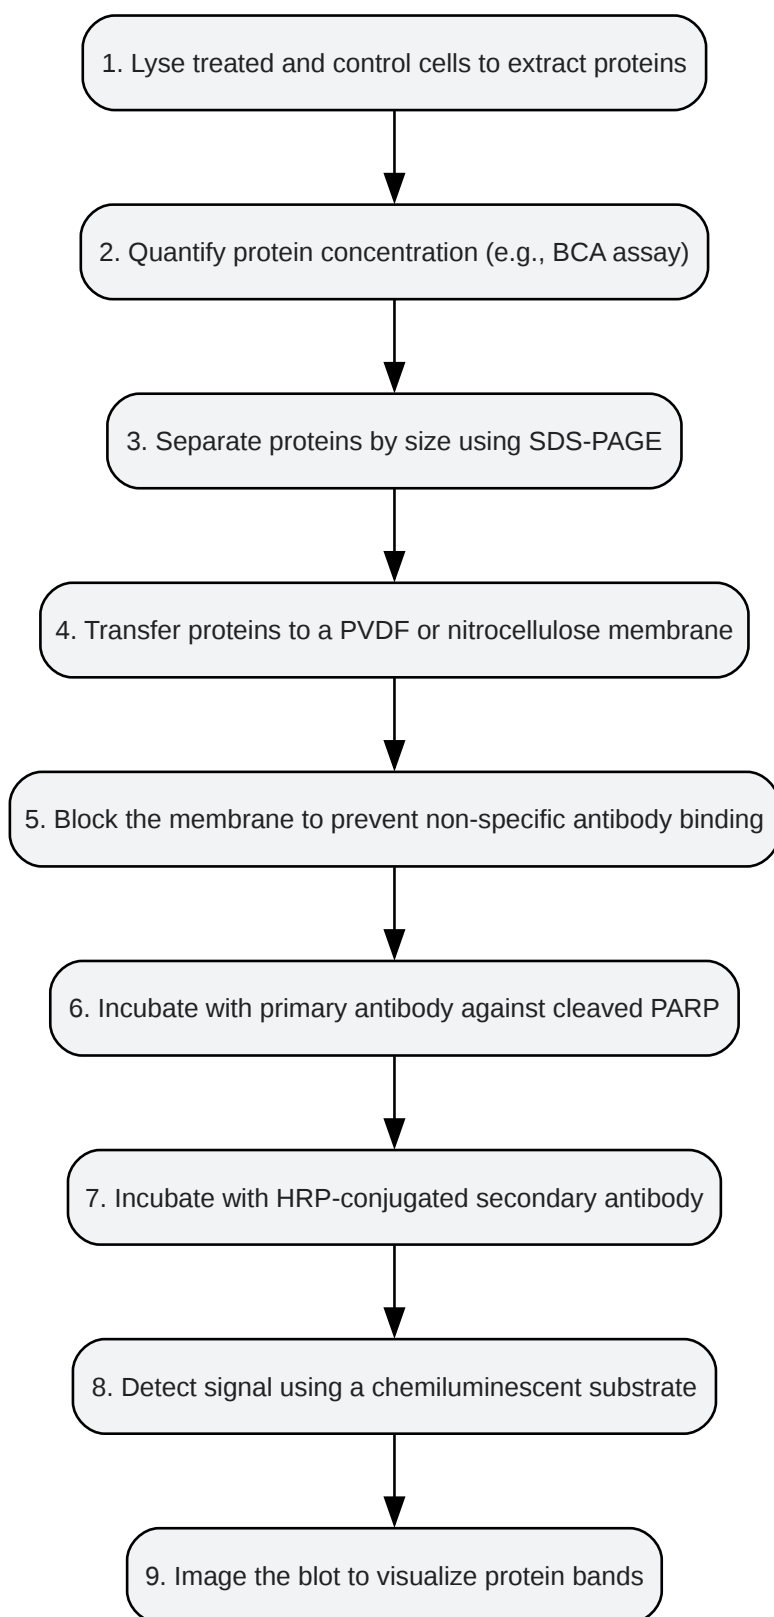 1. Lyse treated and control cells to extract proteins
2. Quantify protein concentration (e.g., BCA assay)
3. Separate proteins by size using SDS-PAGE
4. Transfer proteins to a PVDF or nitrocellulose membrane
5. Block the membrane to prevent non-specific antibody binding
6. Incubate with primary antibody against cleaved PARP
7. Incubate with HRP-conjugated secondary antibody
8. Detect signal using a chemiluminescent substrate
9. Image the blot to visualize protein bands